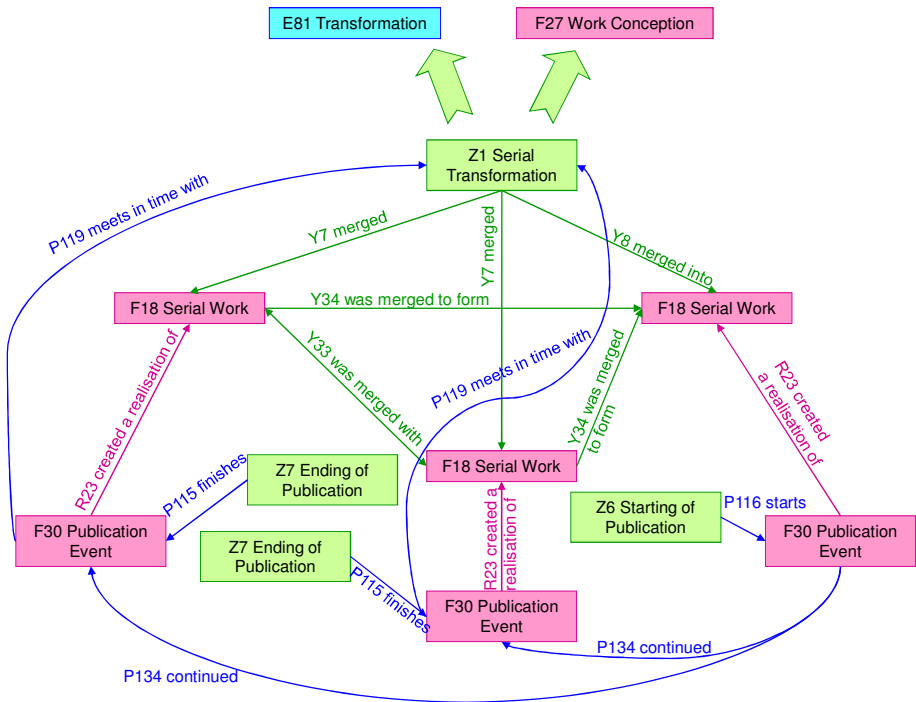 E81 Transformation
F27 Work Conception
Z1 Serial
Transformation
P119 meets in time with
Y7 merged
Y7 merged
Y8 merged into
F18 Serial Work
Y34 was merged to form
F18 Serial Work
R23 created a realisation of
Y33 was merged with
P119 meets in time with
Y34 was merged
to form
R23 created
a realisation of
F18 Serial Work
Z7 Ending of
Publication
P115 finishes
R23 created a
realisation of
Z6 Starting of
Publication
P116 starts
F30 Publication
Event
Z7 Ending of
Publication
P115 finishes
F30 Publication
Event
F30 Publication
Event
P134 continued
P134 continued